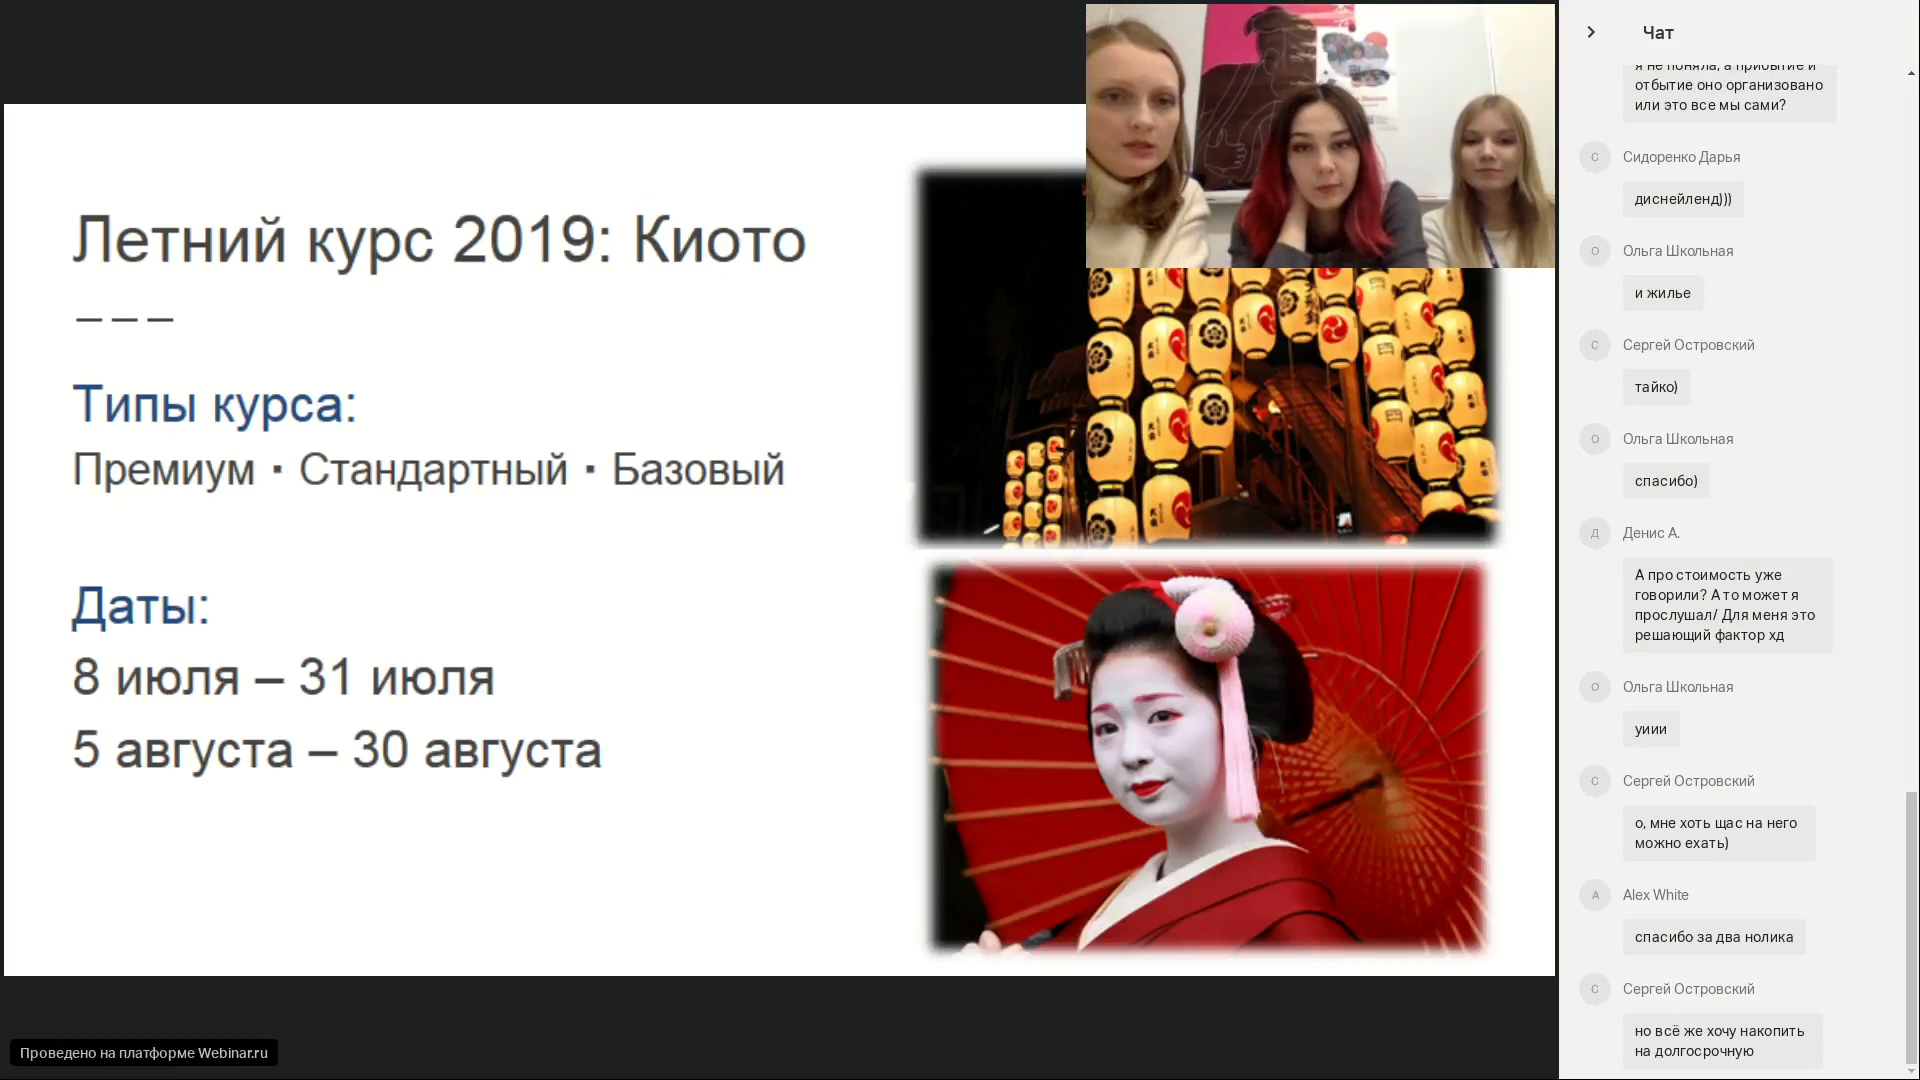 Летний курс 2019: Киото
– – –
Типы курса:
Премиум ・ Стандартный ・ Базовый
Даты:
8 июля – 31 июля
5 августа – 30 августа
Проведено на платформе Webinar.ru
Чат
я не поняла, а прибытие и
отбытие оно организовано
или это все мы сами?
С
Сидоренко Дарья
диснейленд)))
О
Ольга Школьная
и жилье
С
Сергей Островский
тайко)
О
Ольга Школьная
спасибо)
Д
Денис А.
А про стоимость уже
говорили? А то может я
прослушал/ Для меня это
решающий фактор хд
О
Ольга Школьная
уиии
С
Сергей Островский
о, мне хоть щас на него
можно ехать)
A
Alex White
спасибо за два нолика
С
Сергей Островский
но всё же хочу накопить
на долгосрочную